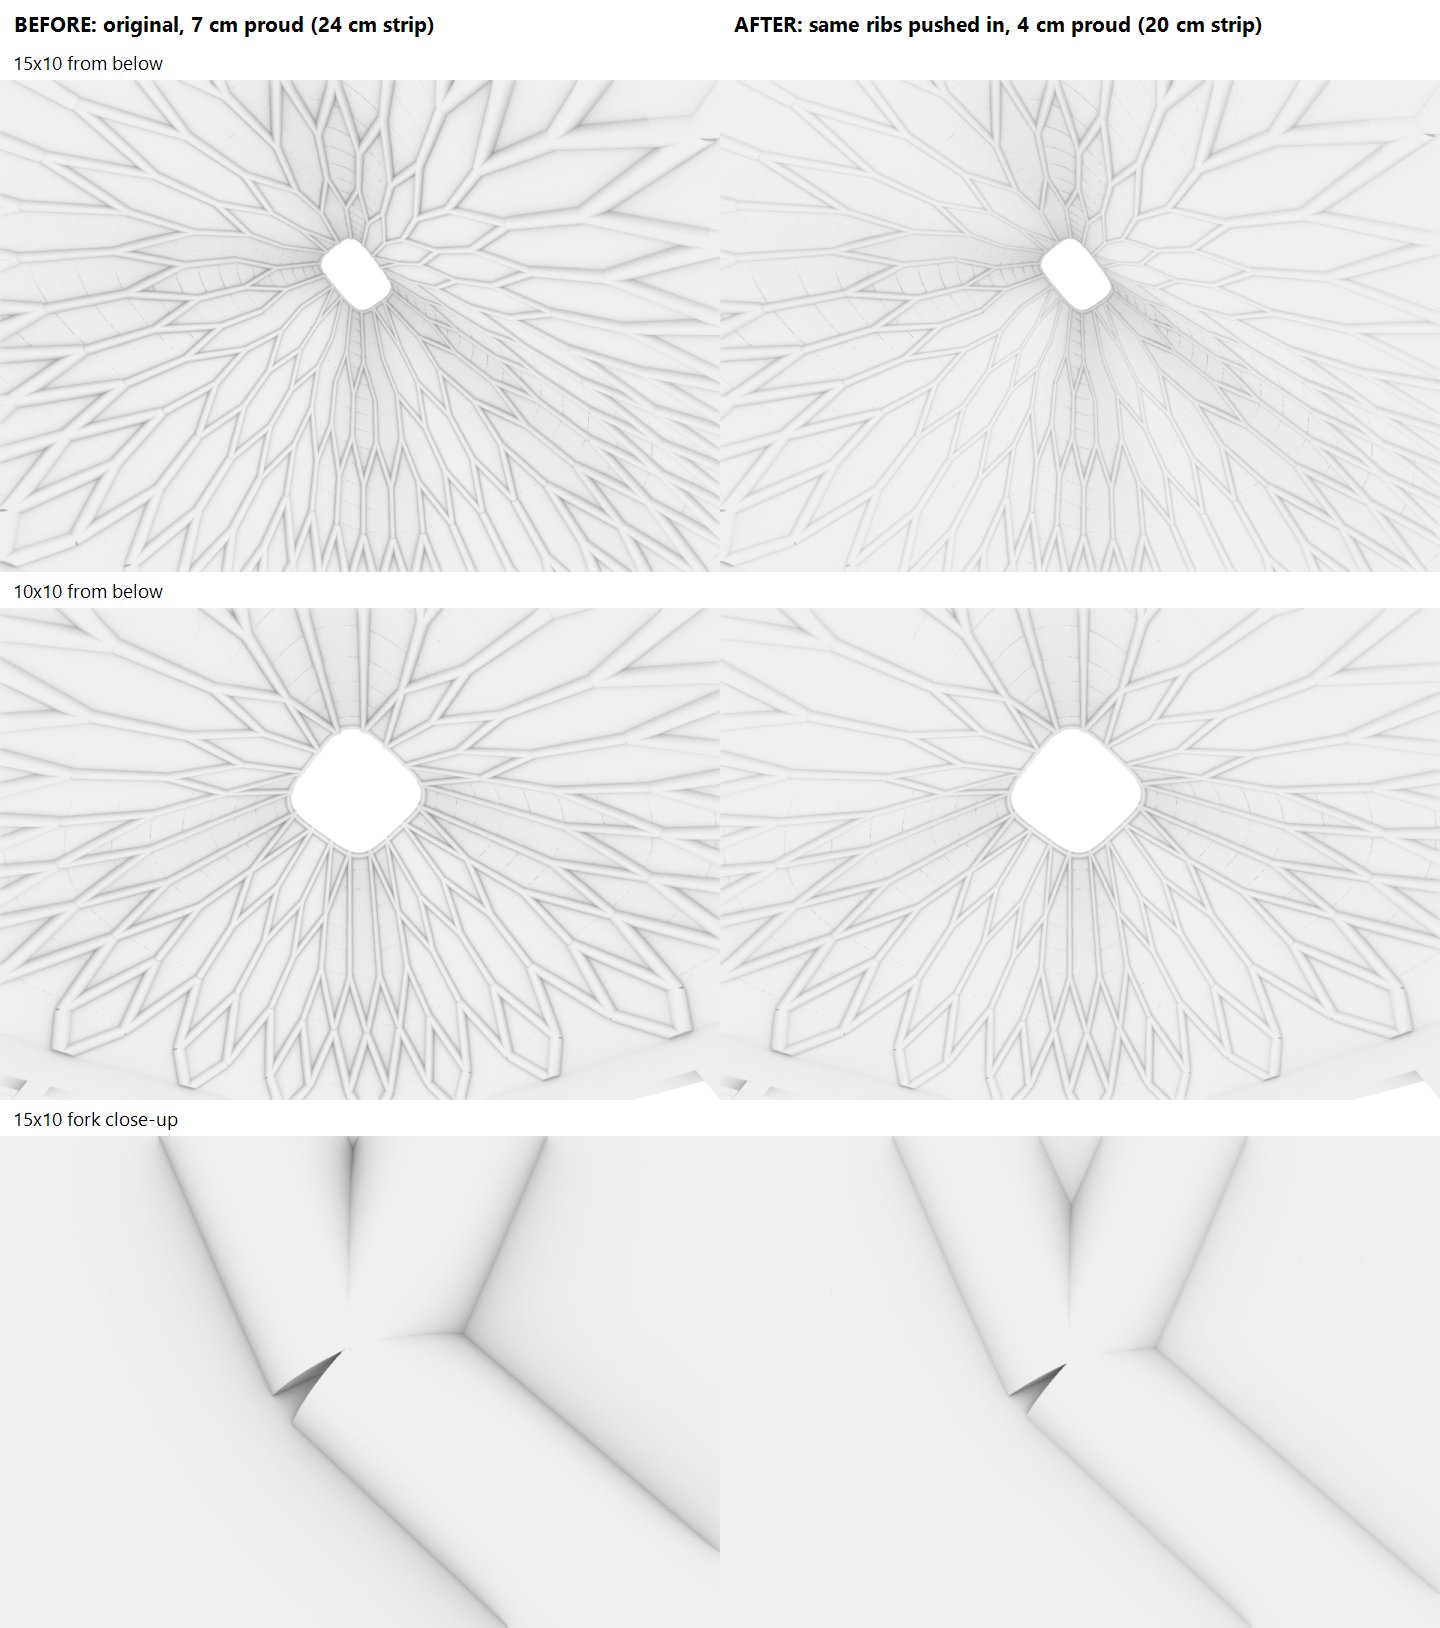 BEFORE: original, 7 cm proud (24 cm strip)
AFTER: same ribs pushed in, 4 cm proud (20 cm strip)
15x10 from below
10x10 from below
15x10 fork close-up